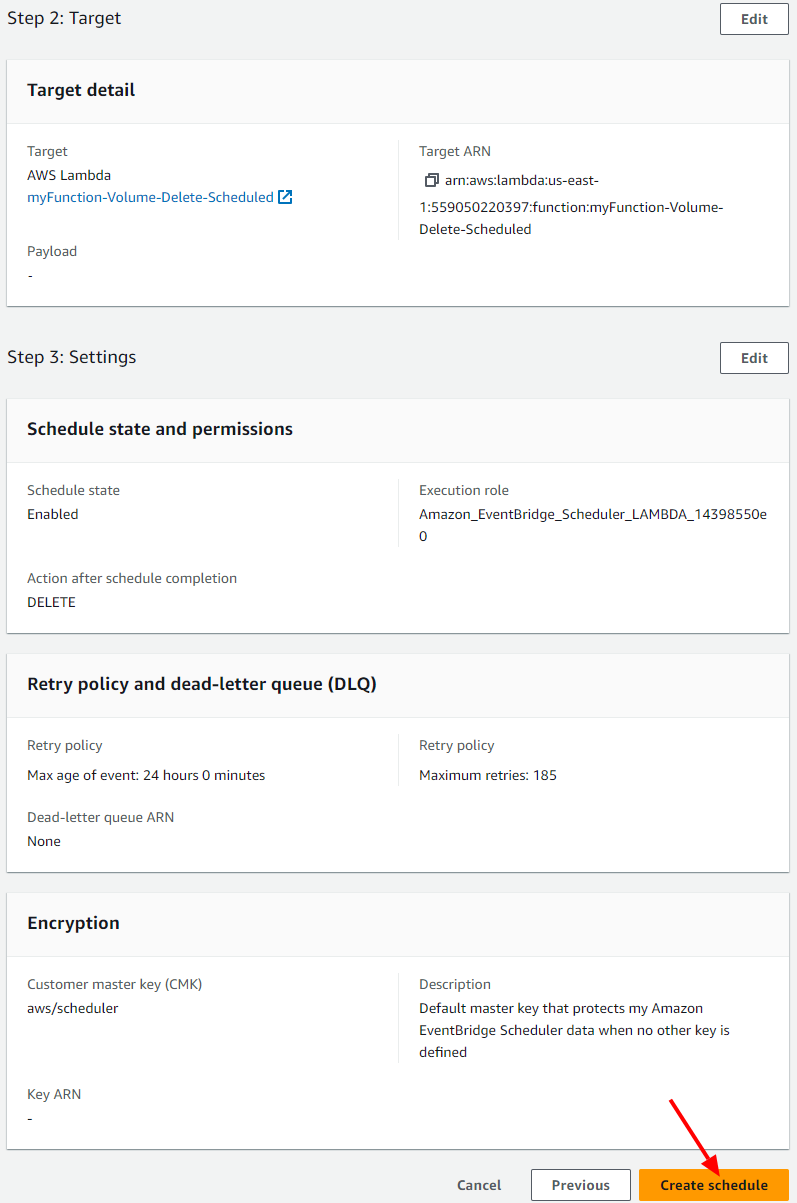 Step 2: Target
Edit
Target detail
Target
AWS Lambda
myFunction-Volume-Delete-Scheduled
Payload
-
Target ARN
arn:aws:lambda:us-east-
1:559050220397:function:myFunction-Volume-
Delete-Scheduled
Step 3: Settings
Edit
Schedule state and permissions
Schedule state
Enabled
Execution role
Amazon_EventBridge_Scheduler_LAMBDA_14398550e
0
Action after schedule completion
DELETE
Retry policy and dead-letter queue (DLQ)
Retry policy
Max age of event: 24 hours 0 minutes
Retry policy
Maximum retries: 185
Dead-letter queue ARN
None
Encryption
Customer master key (CMK)
aws/scheduler
Description
Default master key that protects my Amazon
EventBridge Scheduler data when no other key is
defined
Key ARN
-
Cancel
Previous
Create schedule